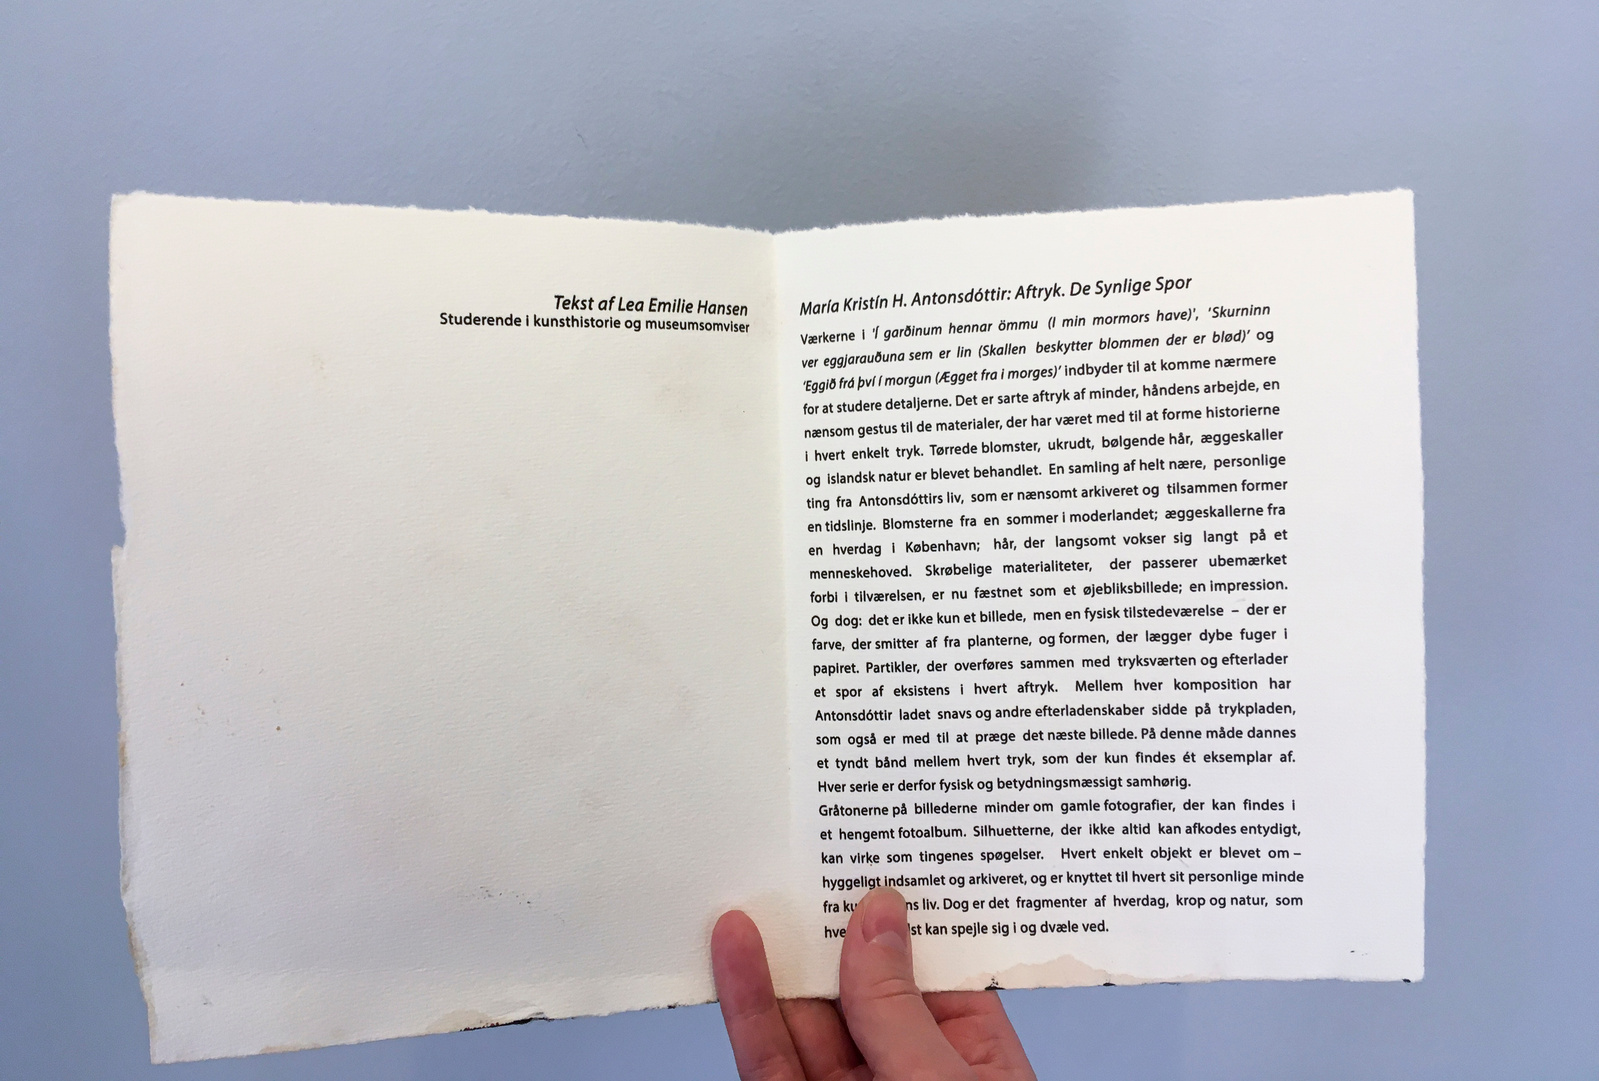 Tekst af Lea Emilie Hansen
Studerende i kunsthistorie og museumsomviser
María Kristín H. Antonsdóttir: Aftryk. De Synlige Spor
Værkerne i 'Í garðinum hennar ömmu (I min mormors have)', 'Skurninn
ver eggjarauðuna sem er lin (Skallen beskytter blommen der er blød)' og
'Eggið frá því í morgun (Ægget fra i morges)' indbyder til at komme nærmere
for at studere detaljerne. Det er sarte aftryk af minder, håndens arbejde, en
nænsom gestus til de materialer, der har været med til at forme historierne
i hvert enkelt tryk. Tørrede blomster, ukrudt, bølgende hår, æggeskaller
og islandsk natur er blevet behandlet. En samling af helt nære, personlige
ting fra Antonsdóttirs liv, som er nænsomt arkiveret og tilsammen former
en tidslinje. Blomsterne fra en sommer i moderlandet; æggeskallerne fra
en hverdag i København; hår, der langsomt vokser sig langt på et
menneskehoved. Skrøbelige materialiteter, der passerer ubemærket
forbi i tilværelsen, er nu fæstnet som et øjebliksbillede; en impression.
Og dog: det er ikke kun et billede, men en fysisk tilstedeværelse – der er
farve, der smitter af fra planterne, og formen, der lægger dybe fuger i
papiret. Partikler, der overføres sammen med tryksværten og efterlader
et spor af eksistens i hvert aftryk. Mellem hver komposition har
Antonsdóttir ladet snavs og andre efterladenskaber sidde på trykpladen,
som også er med til at præge det næste billede. På denne måde dannes
et tyndt bånd mellem hvert tryk, som der kun findes ét eksemplar af.
Hver serie er derfor fysisk og betydningsmæssigt samhørig.
Gråtonerne på billederne minder om gamle fotografier, der kan findes i
et hengemt fotoalbum. Silhuetterne, der ikke altid kan afkodes entydigt,
kan virke som tingenes spøgelser. Hvert enkelt objekt er blevet om –
hyggeligt indsamlet og arkiveret, og er knyttet til hvert sit personlige minde
fra liv. Dog er det fragmenter af hverdag, krop og natur, som
kan spejle sig i og dvæle ved.